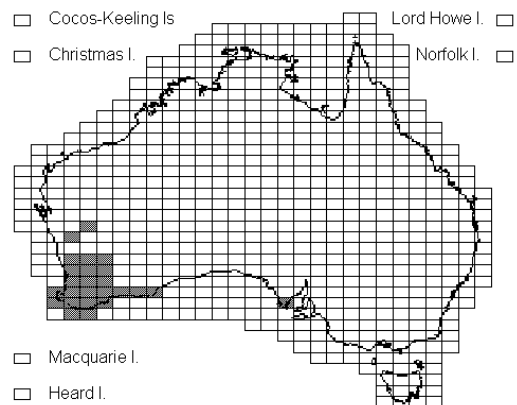 Cocos-Keeling Is
Lord Howe I.
Christmas I.
Norfolk I.
Macquarie I.
Heard I.